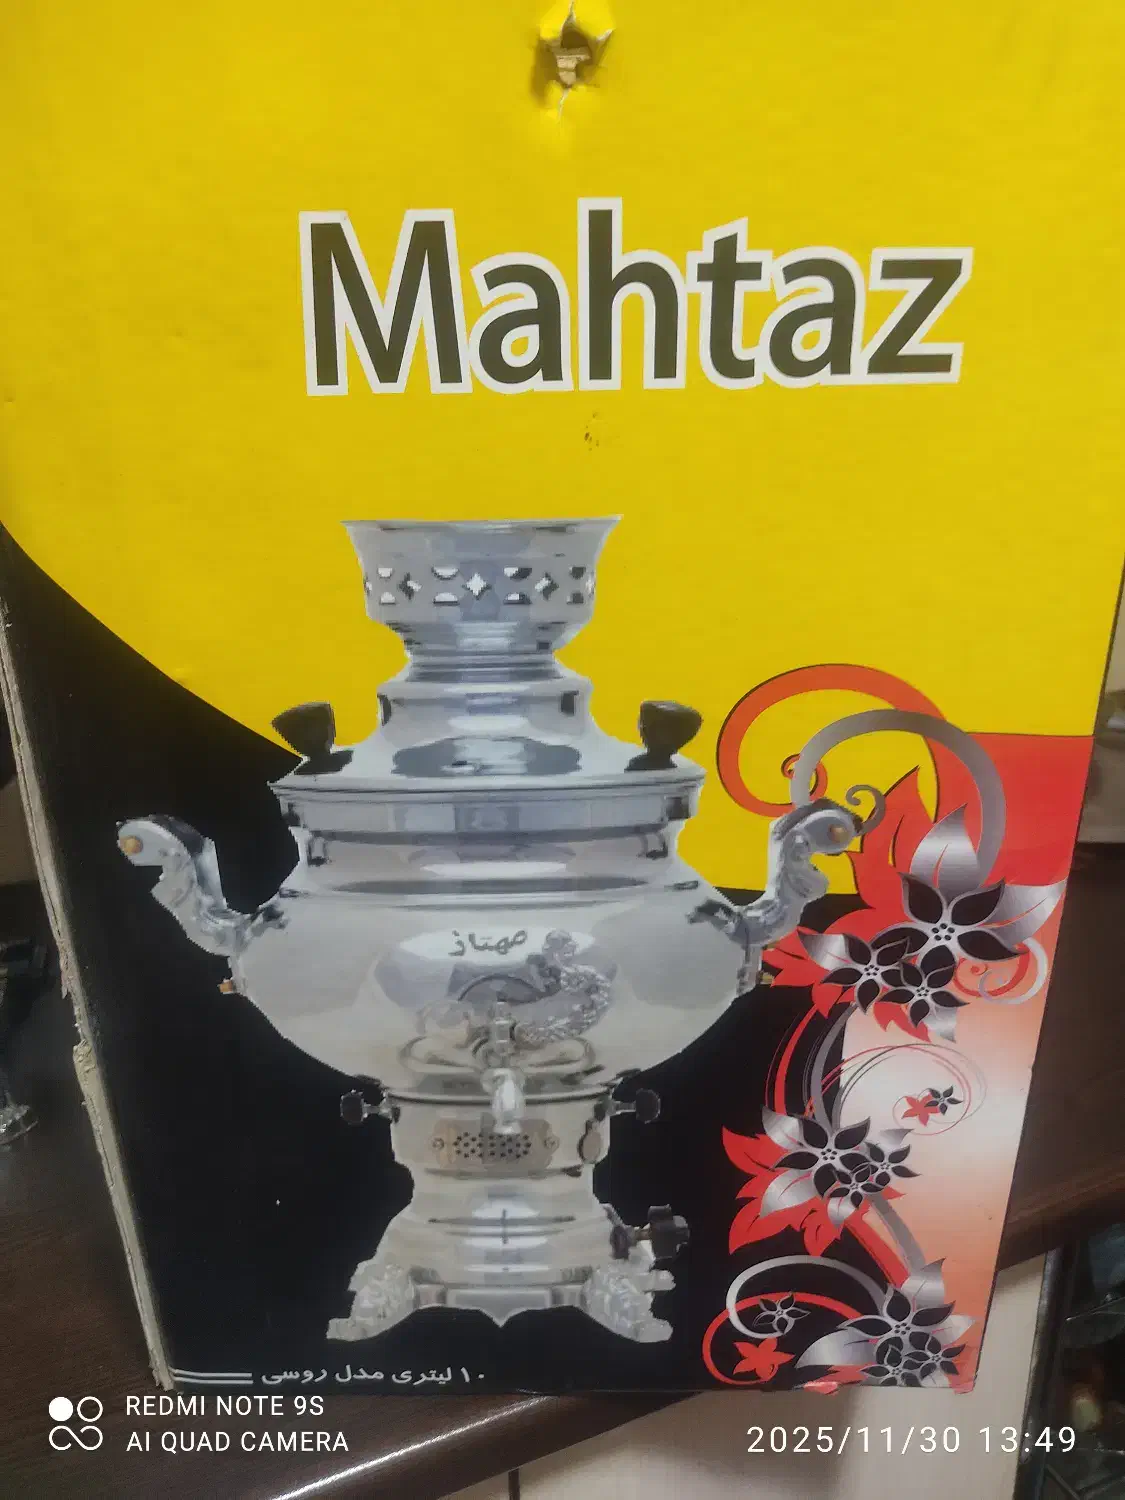 Mahtaz
مهتاز
۱۰ لیتری مدل روسی
REDMI NOTE 9S
AI QUAD CAMERA
2025/11/30 13:49